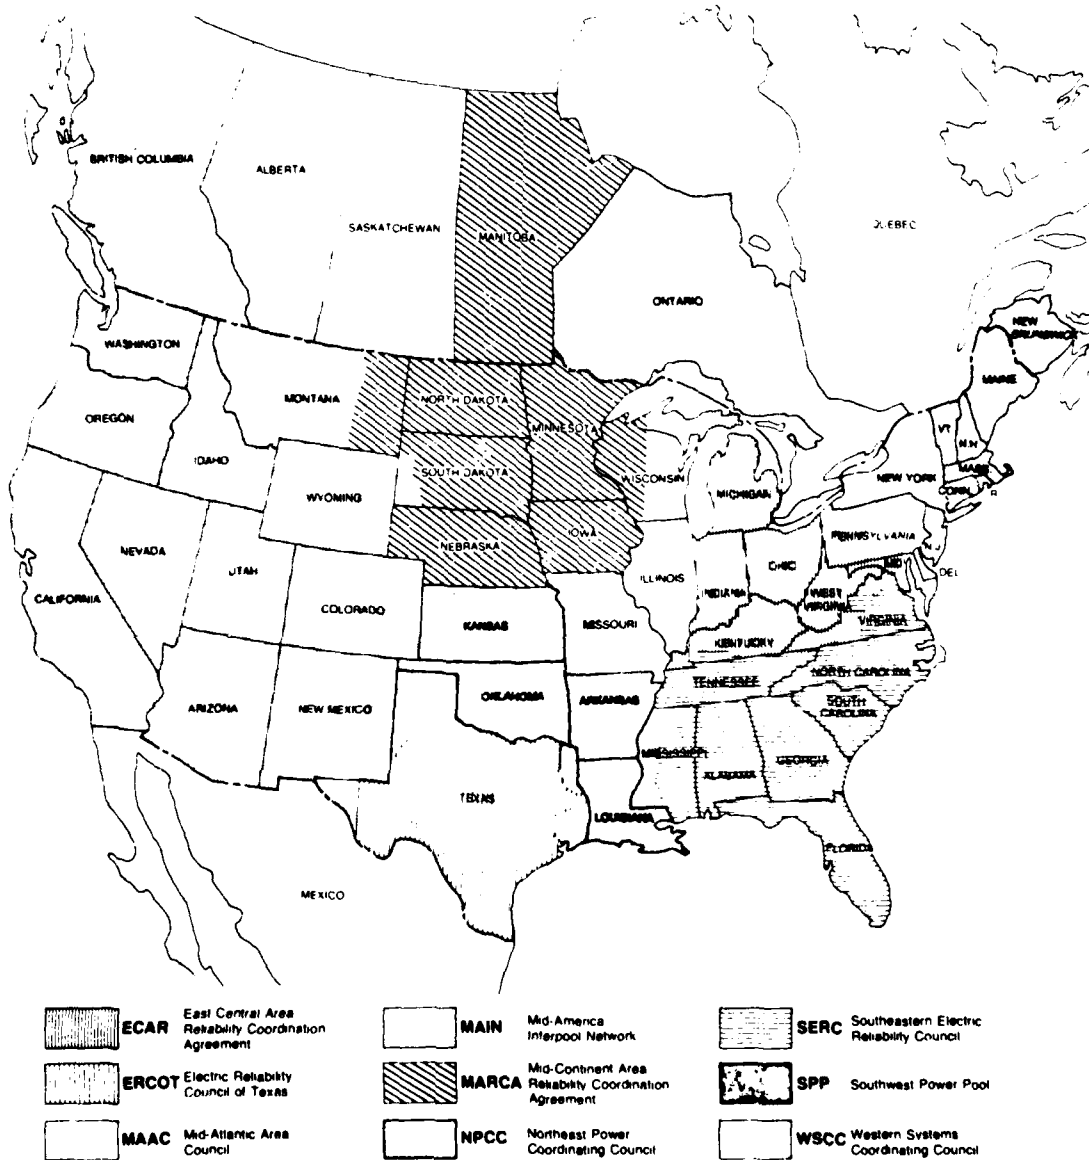 BRITISH COLUMBIA
ALBERTA
SASKATCHEWAN
MANITOBA
QUEBEC
ONTARIO
NEW BRUNSWICK
WASHINGTON
MAINE
MONTANA
NORTH DAKOTA
OREGON
MINNESOTA
VT
N.H
IDAHO
SOUTH DAKOTA
WISCONSIN
MASS
NEW YORK
CONN
R
WYOMING
MICHIGAN
NEVADA
UTAH
NEBRASKA
IOWA
PENNSYLVANIA
OHIO
MD
DEL
CALIFORNIA
COLORADO
ILLINOIS
INDIANA
WEST VIRGINIA
VIRGINIA
KANSAS
MISSOURI
KENTUCKY
NORTH CAROLINA
TENNESSEE
ARIZONA
NEW MEXICO
OKLAHOMA
ARKANSAS
SOUTH CAROLINA
MISSISSIPPI
ALABAMA
GEORGIA
TEXAS
LOUISIANA
FLORIDA
MEXICO
ECAR East Central Area
Reliability Coordination
Agreement
MAIN Mid-America
Interpool Network
SERC Southeastern Electric
Reliability Council
ERCOT Electric Reliability
Council of Texas
MARCA Mid-Continent Area
Reliability Coordination
Agreement
SPP Southwest Power Pool
MAAC Mid-Atlantic Area
Council
NPCC Northeast Power
Coordinating Council
WSCC Western Systems
Coordinating Council